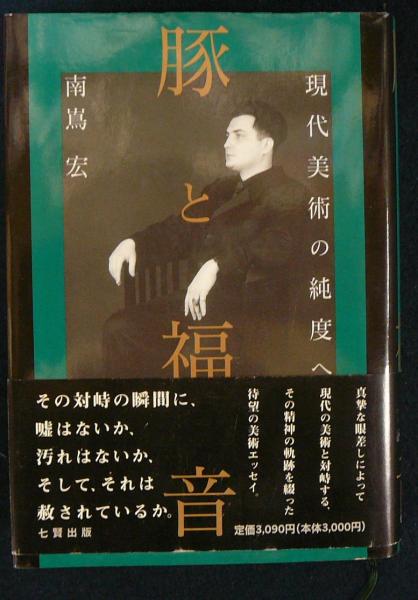 現代美術の純度へ
豚と福音
南嶌宏
真摯な眼差しによって
現代の美術と対峙する、
その精神の軌跡を綴った
待望の美術エッセイ。
その対峙の瞬間に、
嘘はないか、
汚れはないか、
そして、それは
赦されているか。
七賢出版
定価3,090円(本体3,000円)